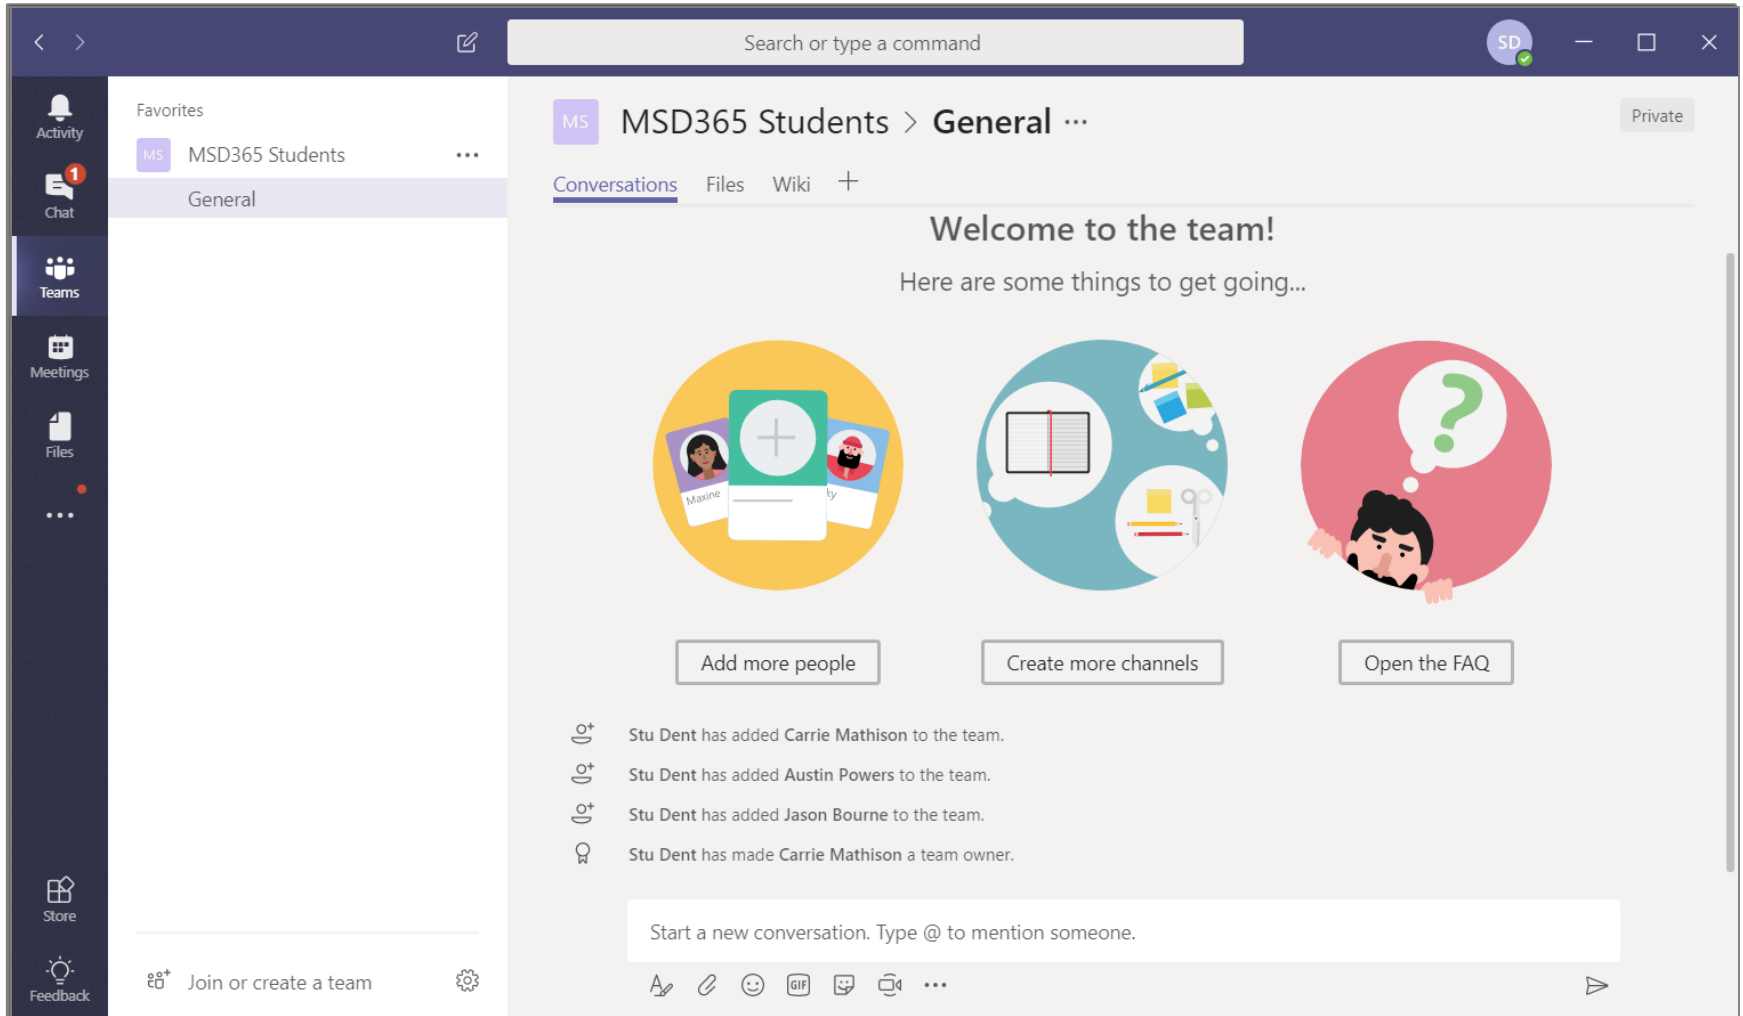 Search or type a command
SD
Activity
1
Chat
Teams
Meetings
Files
Store
Feedback
Favorites
MS MSD365 Students
General
Join or create a team
MS MSD365 Students > General
Private
Conversations Files Wiki
Welcome to the team!
Here are some things to get going...
Maxine
ky
Add more people
Create more channels
Open the FAQ
Stu Dent has added Carrie Mathison to the team.
Stu Dent has added Austin Powers to the team.
Stu Dent has added Jason Bourne to the team.
Stu Dent has made Carrie Mathison a team owner.
Start a new conversation. Type @ to mention someone.
GIF